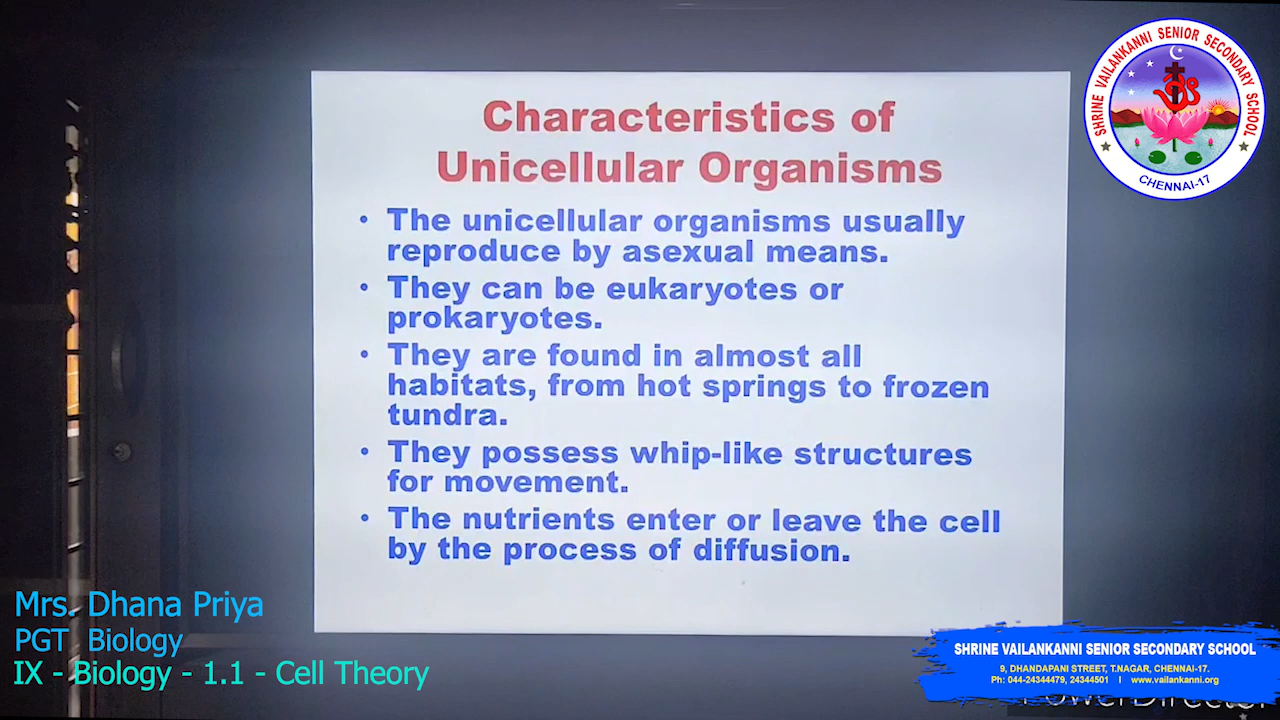 Characteristics of
Unicellular Organisms
• The unicellular organisms usually
reproduce by asexual means.
• They can be eukaryotes or
prokaryotes.
• They are found in almost all
habitats, from hot springs to frozen
tundra.
• They possess whip-like structures
for movement.
• The nutrients enter or leave the cell
by the process of diffusion.
SHRINE VAILANKANNI SENIOR SECONDARY SCHOOL
CHENNAI-17
Mrs. Dhana Priya
PGT Biology
IX - Biology - 1.1 - Cell Theory
SHRINE VAILANKANNI SENIOR SECONDARY SCHOOL
9, DHANDAPANI STREET, T.NAGAR, CHENNAI-17.
Ph: 044-24344479, 24344501 I www.vailankanni.org
PowerDirector